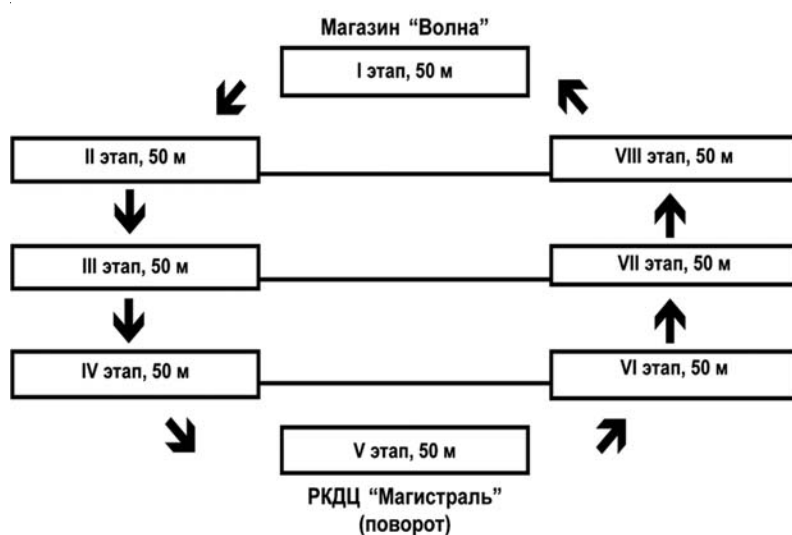 Магазин “Волна”
I этап, 50 м
II этап, 50 м
VIII этап, 50 м
III этап, 50 м
VII этап, 50 м
IV этап, 50 м
VI этап, 50 м
V этап, 50 м
РКДЦ “Магистраль”
(поворот)